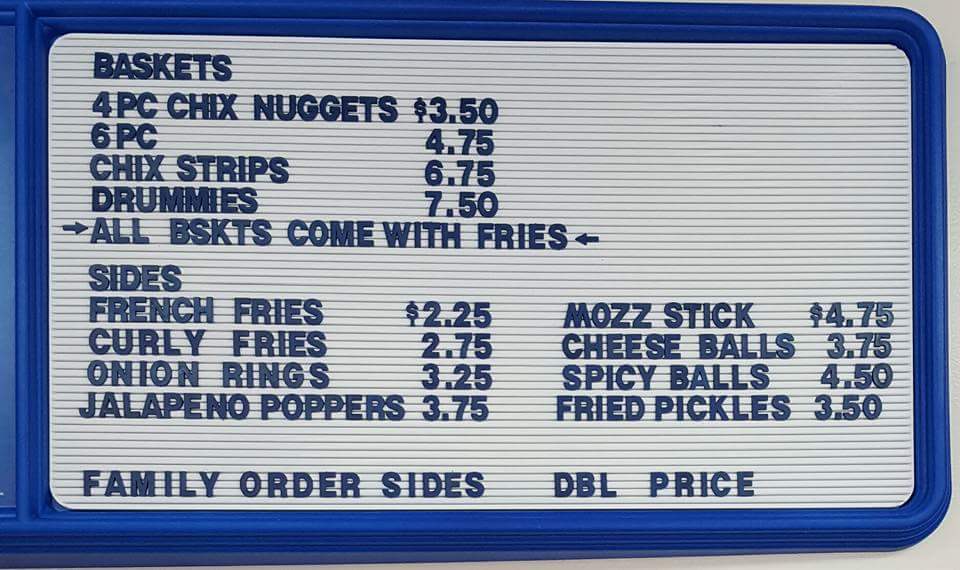 BASKETS
4PC CHIX NUGGETS $3.50
6PC 4.75
CHIX STRIPS 6.75
DRUMMIES 7.50
→ALL BSKTS COME WITH FRIES←
SIDES
FRENCH FRIES $2.25
CURLY FRIES 2.75
ONION RINGS 3.25
JALAPENO POPPERS 3.75
MOZZ STICK $4.75
CHEESE BALLS 3.75
SPICY BALLS 4.50
FRIED PICKLES 3.50
FAMILY ORDER SIDES DBL PRICE